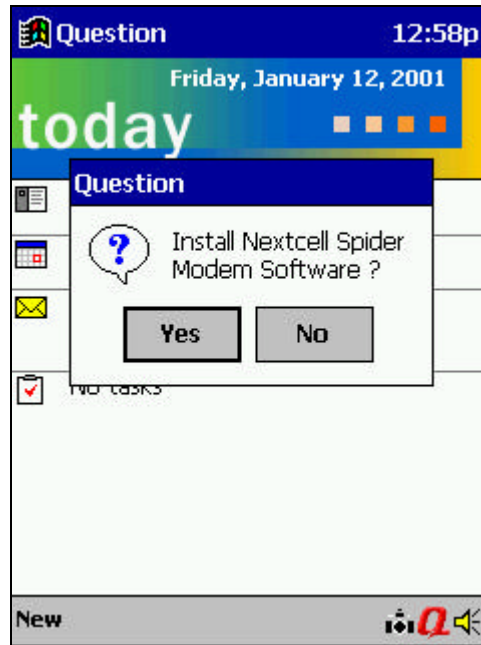 Question 12:58p
Friday, January 12, 2001
today
Question
Install Nextcell Spider
Modem Software ?
Yes No
No tasks
New